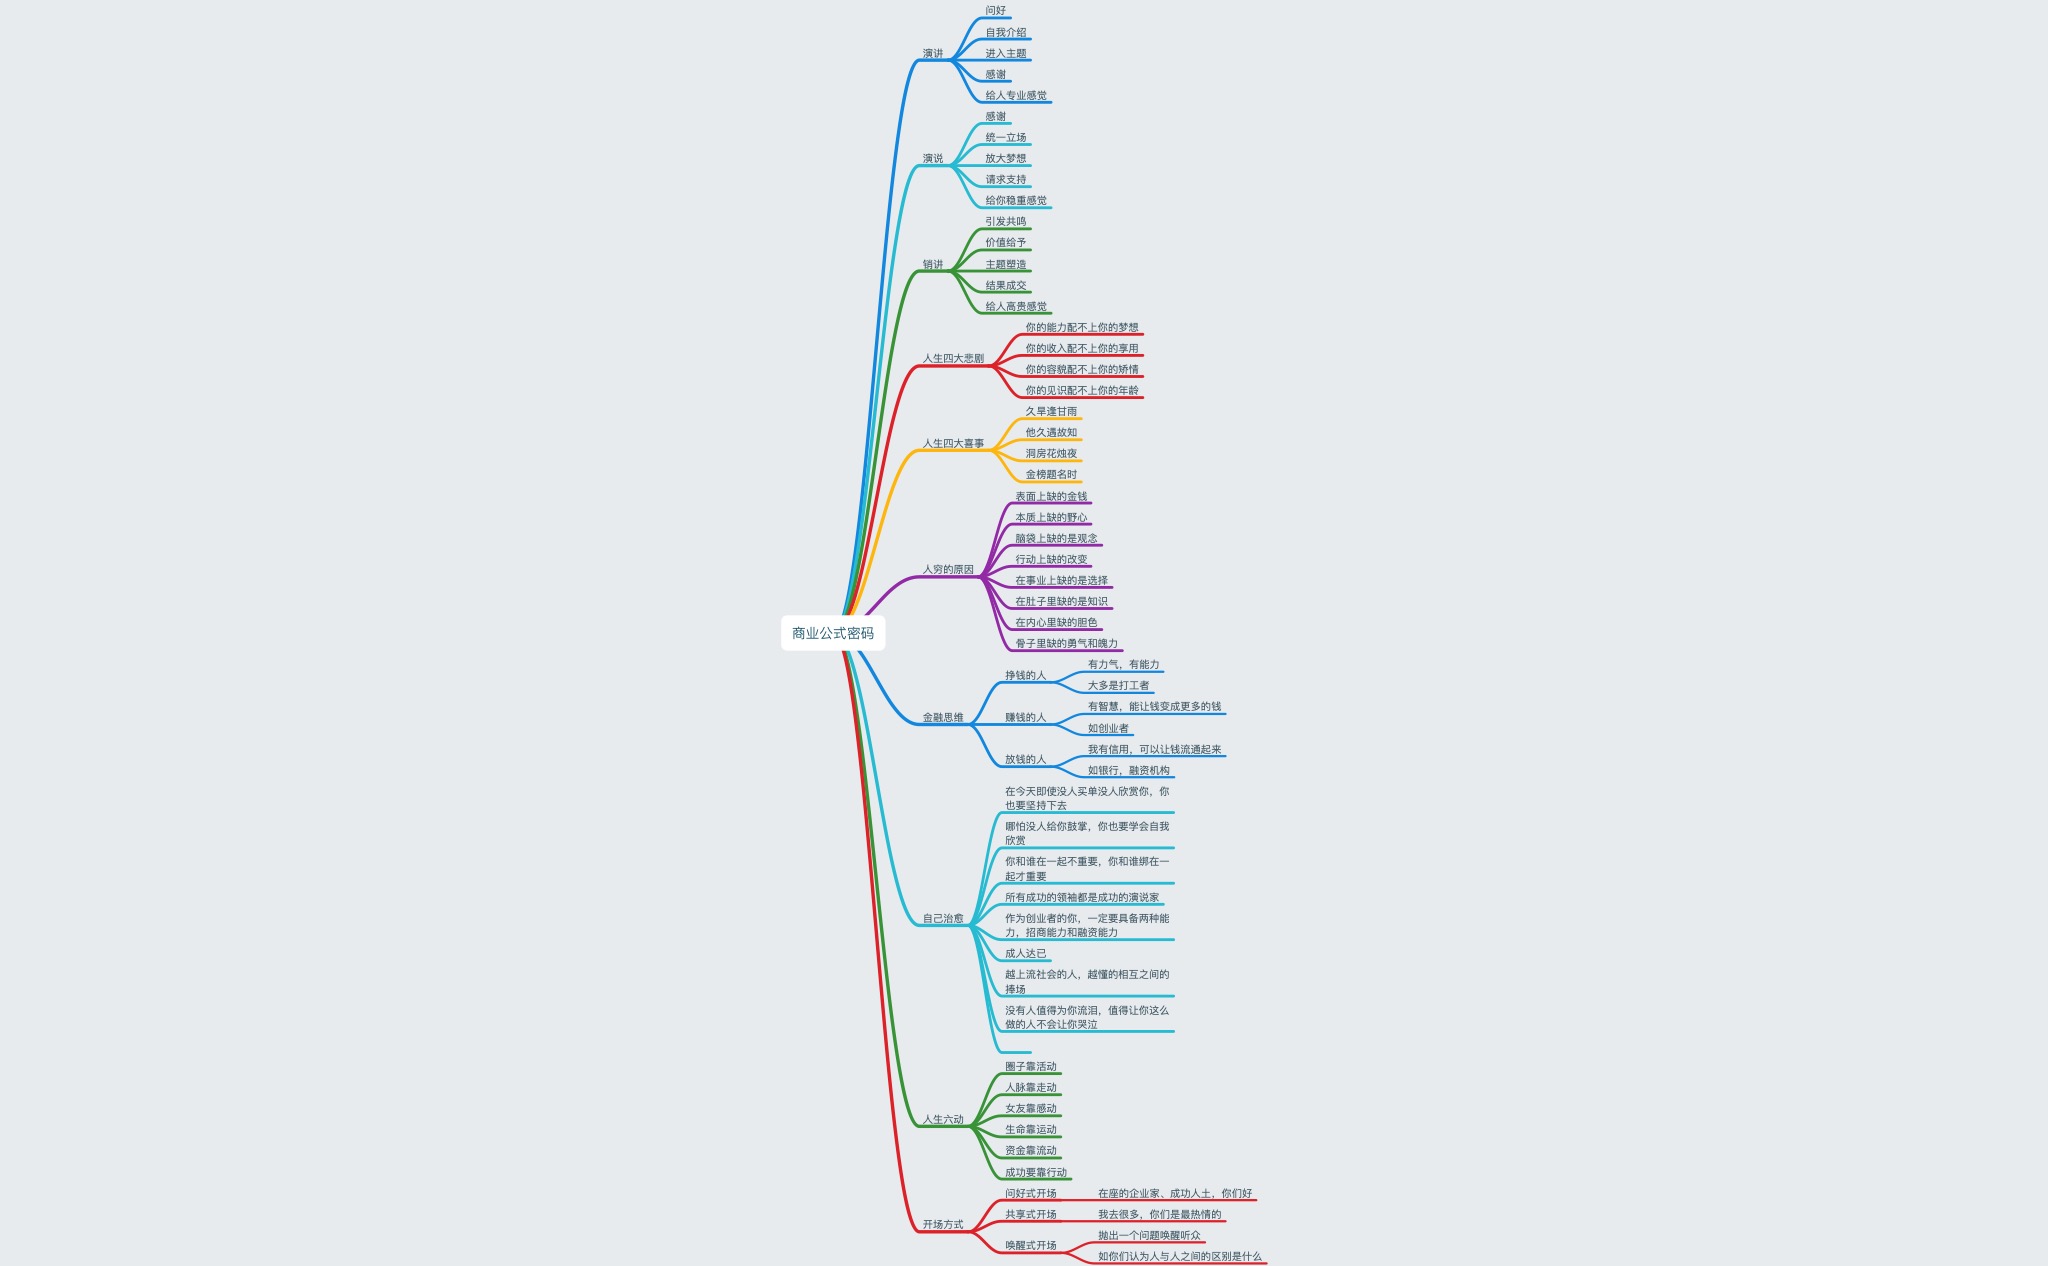 问好
自我介绍
演讲
进入主题
感谢
给人专业感觉
感谢
统一立场
演说
放大梦想
请求支持
给你稳重感觉
引发共鸣
价值给予
销讲
主题塑造
结果成交
给人高贵感觉
你的能力配不上你的梦想
你的收入配不上你的享用
人生四大悲剧
你的容貌配不上你的矫情
你的见识配不上你的年龄
久旱逢甘雨
他久遇故知
人生四大喜事
洞房花烛夜
金榜题名时
表面上缺的金钱
本质上缺的野心
脑袋上缺的是观念
行动上缺的改变
人穷的原因
在事业上缺的是选择
在肚子里缺的是知识
在内心里缺的胆色
骨子里缺的勇气和魄力
商业公式密码
有力气，有能力
挣钱的人
大多是打工者
有智慧，能让钱变成更多的钱
金融思维
赚钱的人
如创业者
我有信用，可以让钱流通起来
放钱的人
如银行，融资机构
在今天即使没人买单没人欣赏你，你
也要坚持下去
哪怕没人给你鼓掌，你也要学会自我
欣赏
你和谁在一起不重要，你和谁绑在一
起才重要
所有成功的领袖都是成功的演说家
自己治愈
作为创业者的你，一定要具备两种能
力，招商能力和融资能力
成人达已
越上流社会的人，越懂的相互之间的
捧场
没有人值得为你流泪，值得让你这么
做的人不会让你哭泣
圈子靠活动
人脉靠走动
女友靠感动
人生六动
生命靠运动
资金靠流动
成功要靠行动
问好式开场
在座的企业家、成功人士，你们好
共享式开场
我去很多，你们是最热情的
开场方式
唤醒式开场
抛出一个问题唤醒听众
如你们认为人与人之间的区别是什么